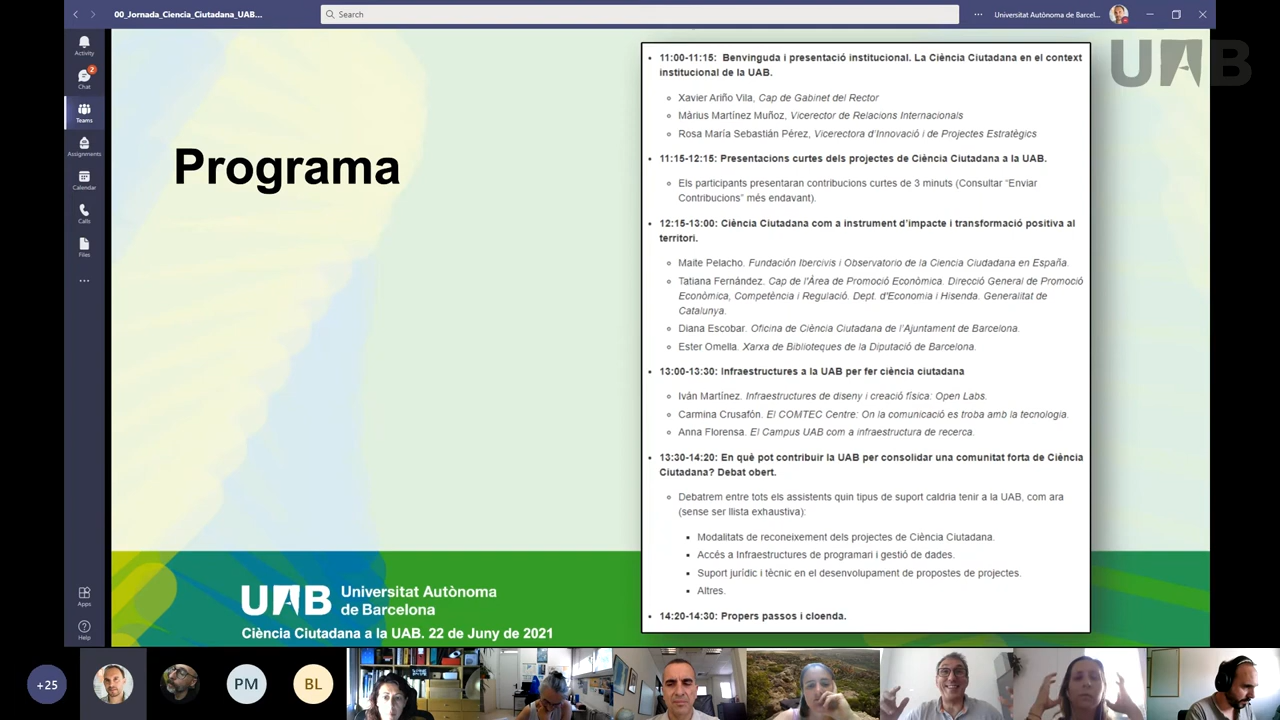 00_Jornada_Ciencia_Ciutadana_UAB...
Search
Universitat Autònoma de Barcel...
Activity
2
Chat
Teams
Assignments
Calendar
Calls
Files
Apps
Help
Programa
UAB
11:00-11:15: Benvinguda i presentació institucional. La Ciència Ciutadana en el context
institucional de la UAB.
Xavier Ariño Vila, Cap de Gabinet del Rector
Màrius Martínez Muñoz, Vicerector de Relacions Internacionals
Rosa María Sebastián Pérez, Vicerectora d'Innovació i de Projectes Estratègics
11:15-12:15: Presentacions curtes dels projectes de Ciència Ciutadana a la UAB.
Els participants presentaran contribucions curtes de 3 minuts (Consultar "Enviar
Contribucions" més endavant).
12:15-13:00: Ciència Ciutadana com a instrument d'impacte i transformació positiva al
territori.
Maite Pelacho. Fundación Ibercivis i Observatorio de la Ciencia Ciudadana en España.
Tatiana Fernández. Cap de l'Àrea de Promoció Econòmica. Direcció General de Promoció
Econòmica, Competència i Regulació. Dept. d'Economia i Hisenda. Generalitat de
Catalunya.
Diana Escobar. Oficina de Ciència Ciutadana de l'Ajuntament de Barcelona.
Ester Omella. Xarxa de Biblioteques de la Diputació de Barcelona.
13:00-13:30: Infraestructures a la UAB per fer ciència ciutadana
Iván Martínez. Infraestructures de diseny i creació física: Open Labs.
Carmina Crusafón. El COMTEC Centre: On la comunicació es troba amb la tecnologia.
Anna Florensa. El Campus UAB com a infraestructura de recerca.
13:30-14:20: En què pot contribuir la UAB per consolidar una comunitat forta de Ciència
Ciutadana? Debat obert.
Debatrem entre tots els assistents quin tipus de suport caldria tenir a la UAB, com ara
(sense ser llista exhaustiva):
Modalitats de reconeixement dels projectes de Ciència Ciutadana.
Accés a Infraestructures de programari i gestió de dades.
Suport jurídic i tècnic en el desenvolupament de propostes de projectes.
Altres.
14:20-14:30: Propers passos i cloenda.
UAB
Universitat Autònoma
de Barcelona
Ciència Ciutadana a la UAB. 22 de Juny de 2021
+25
PM
BL